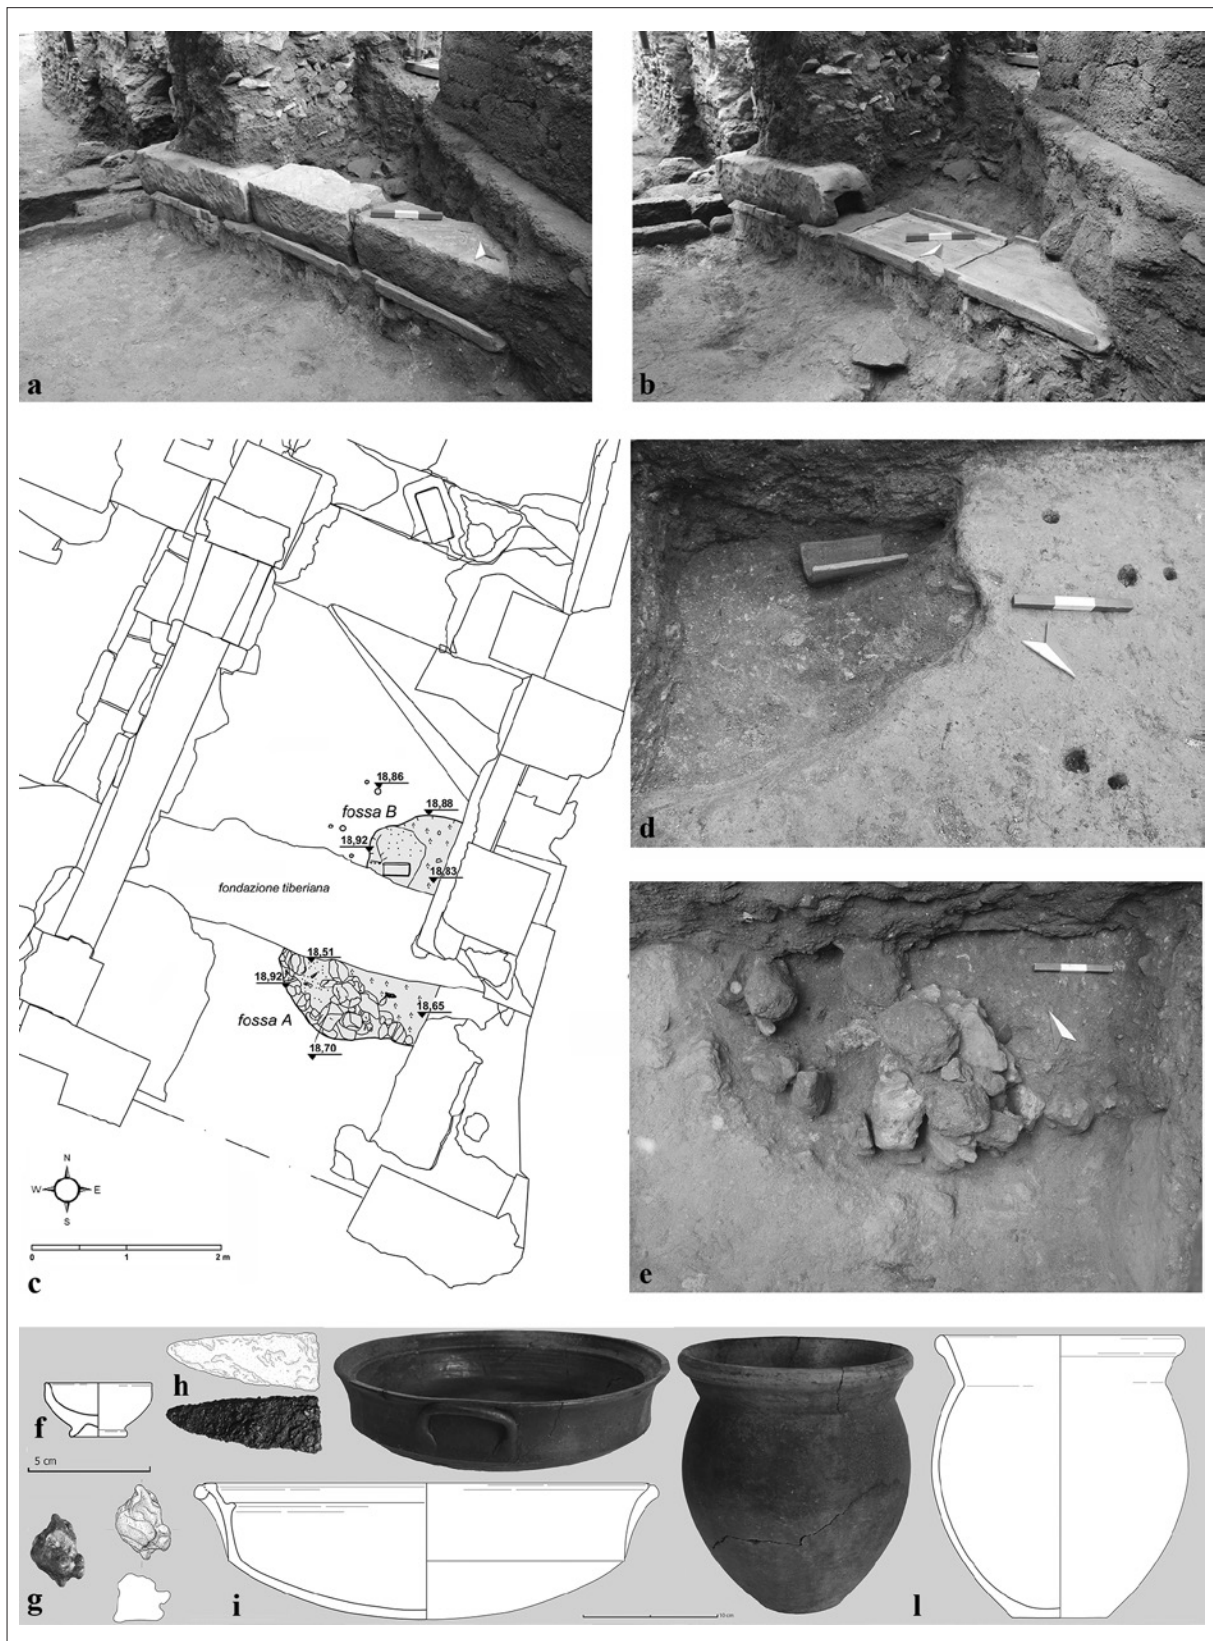 a
b
18,86
fossa B
18,88
18,92
18,83
fondazione tiberiana
18,51
18,92
18,65
fossa A
18,70
N
W
E
S
0
1
2 m
c
d
e
f
5 cm
g
h
i
10 cm
l